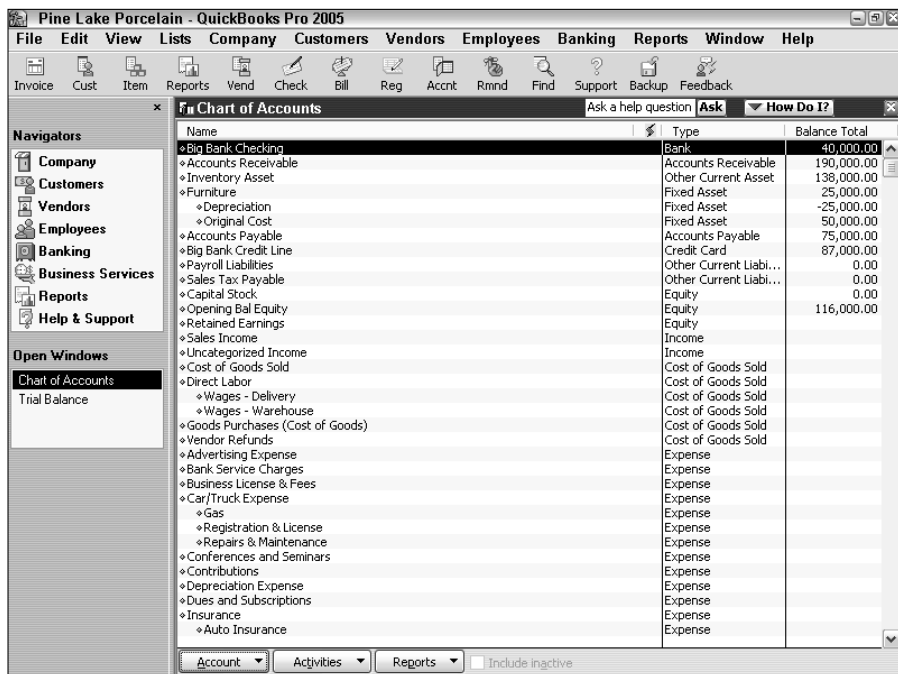 Pine Lake Porcelain - QuickBooks Pro 2005
File Edit View Lists Company Customers Vendors Employees Banking Reports Window Help
Invoice Cust Item Reports Vend Check Bill Reg Accnt Rmnd Find Support Backup Feedback
Navigators
Company
Customers
Vendors
Employees
Banking
Business Services
Reports
Help & Support
Open Windows
Chart of Accounts
Trial Balance
Chart of Accounts Ask a help question Ask How Do I?
Name Type Balance Total
Big Bank Checking Bank 40,000.00
Accounts Receivable Accounts Receivable 190,000.00
Inventory Asset Other Current Asset 138,000.00
Furniture Fixed Asset 25,000.00
Depreciation Fixed Asset -25,000.00
Original Cost Fixed Asset 50,000.00
Accounts Payable Accounts Payable 75,000.00
Big Bank Credit Line Credit Card 87,000.00
Payroll Liabilities Other Current Liabi... 0.00
Sales Tax Payable Other Current Liabi... 0.00
Capital Stock Equity 0.00
Opening Bal Equity Equity 116,000.00
Retained Earnings Equity
Sales Income Income
Uncategorized Income Income
Cost of Goods Sold Cost of Goods Sold
Direct Labor Cost of Goods Sold
Wages - Delivery Cost of Goods Sold
Wages - Warehouse Cost of Goods Sold
Goods Purchases (Cost of Goods) Cost of Goods Sold
Vendor Refunds Cost of Goods Sold
Advertising Expense Expense
Bank Service Charges Expense
Business License & Fees Expense
Car/Truck Expense Expense
Gas Expense
Registration & License Expense
Repairs & Maintenance Expense
Conferences and Seminars Expense
Contributions Expense
Depreciation Expense Expense
Dues and Subscriptions Expense
Insurance Expense
Auto Insurance Expense
Account Activities Reports Include inactive